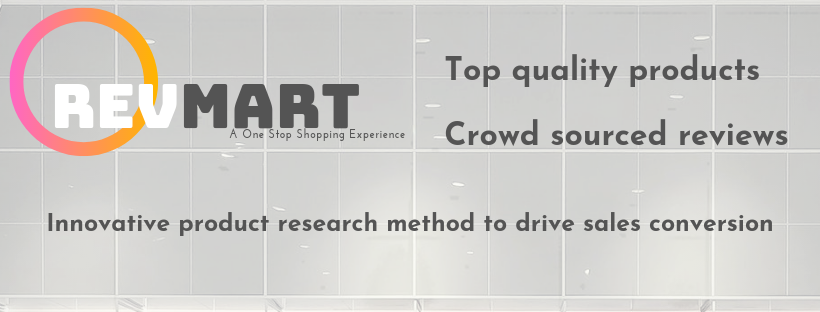 REVMART
A One Stop Shopping Experience
Top quality products
Crowd sourced reviews
Innovative product research method to drive sales conversion